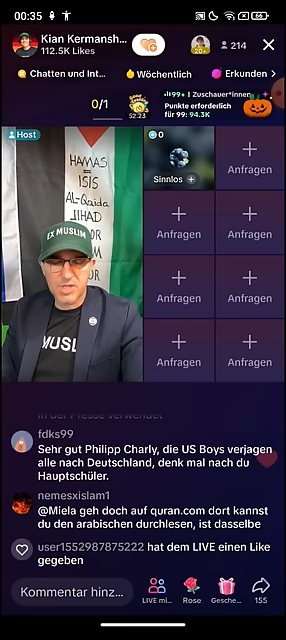 00:35
66
Kian Kermansh...
112.5K Likes
20+
214
Chatten und Int...
Wöchentlich
Erkunden
0/1
52:23
99+ Zuschauer*innen
Punkte erforderlich
für 99: 94.3K
Host
HAMAS
=
ISIS
Al-Qaida
JIHAD
EX MUSLIM
MUSL
0
Sinnlos +
Anfragen
Anfragen
Anfragen
Anfragen
Anfragen
Anfragen
Anfragen
in der Presse verwendet
fdks99
Sehr gut Philipp Charly, die US Boys verjagen
alle nach Deutschland, denk mal nach du
Hauptschüler.
nemesxislam1
@Miela geh doch auf quran.com dort kannst
du den arabischen durchlesen, ist dasselbe
user1552987875222 hat dem LIVE einen Like
gegeben
Kommentar hinz...
LIVE mi...
Rose
Gesche...
155